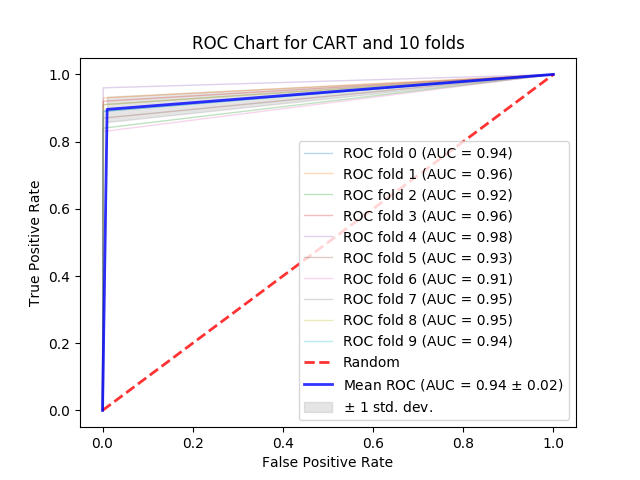 ROC Chart for CART and 10 folds
True Positive Rate
1.0
0.8
0.6
0.4
0.2
0.0
ROC fold 0 (AUC = 0.94)
ROC fold 1 (AUC = 0.96)
ROC fold 2 (AUC = 0.92)
ROC fold 3 (AUC = 0.96)
ROC fold 4 (AUC = 0.98)
ROC fold 5 (AUC = 0.93)
ROC fold 6 (AUC = 0.91)
ROC fold 7 (AUC = 0.95)
ROC fold 8 (AUC = 0.95)
ROC fold 9 (AUC = 0.94)
Random
Mean ROC (AUC = 0.94 ± 0.02)
± 1 std. dev.
0.0 0.2 0.4 0.6 0.8 1.0
False Positive Rate